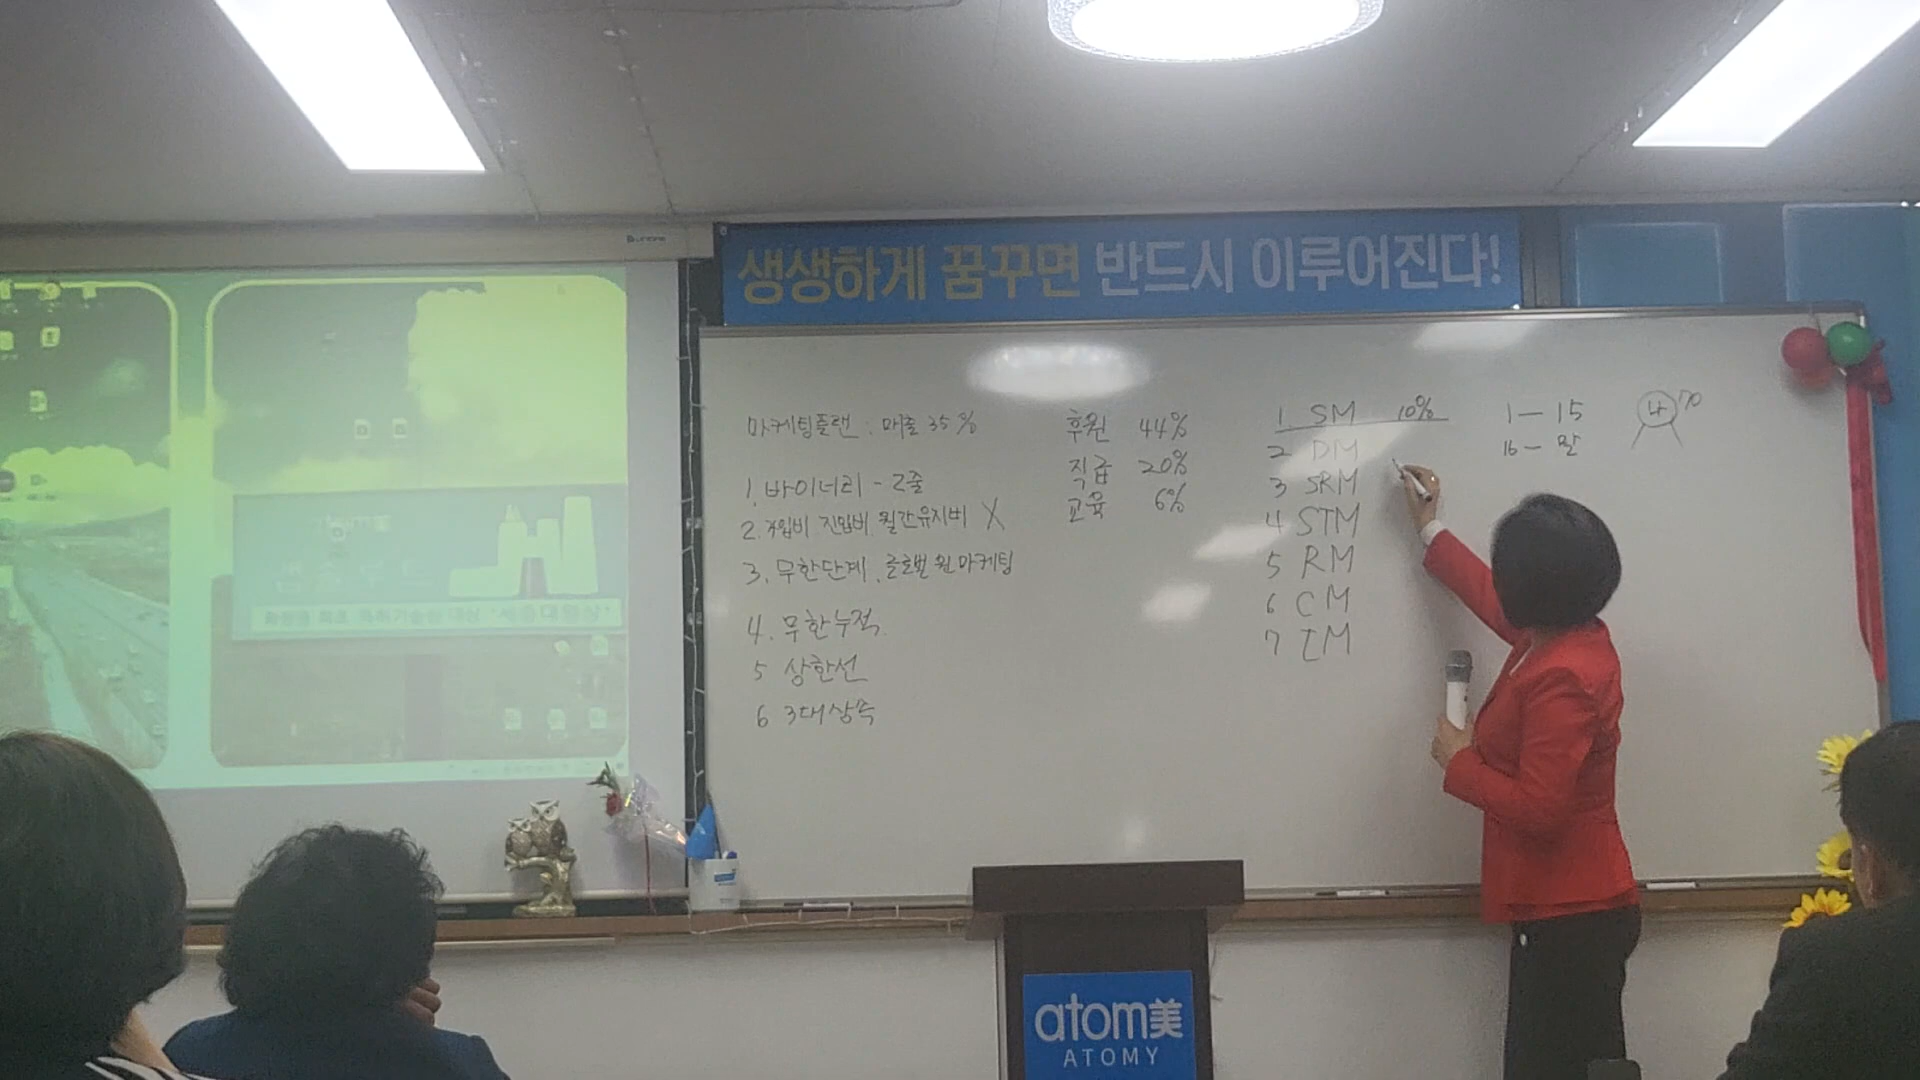 생생하게 꿈꾸면 반드시 이루어진다!
마케팅플랜 : 매출 35%
1. 바이너리 - 2줄
2. 가입비 진입비 월간유지비 X
3. 무한단계, 글로벌 원마케팅
4. 무한누적
5 상한선
6 3대상속
후원 44%
직급 20%
교육 6%
1 SM 10%
2 DM
3 SRM
4 STM
5 RM
6 CM
7 IM
1 — 15
16 — 말
4 70
atom美
ATOMY